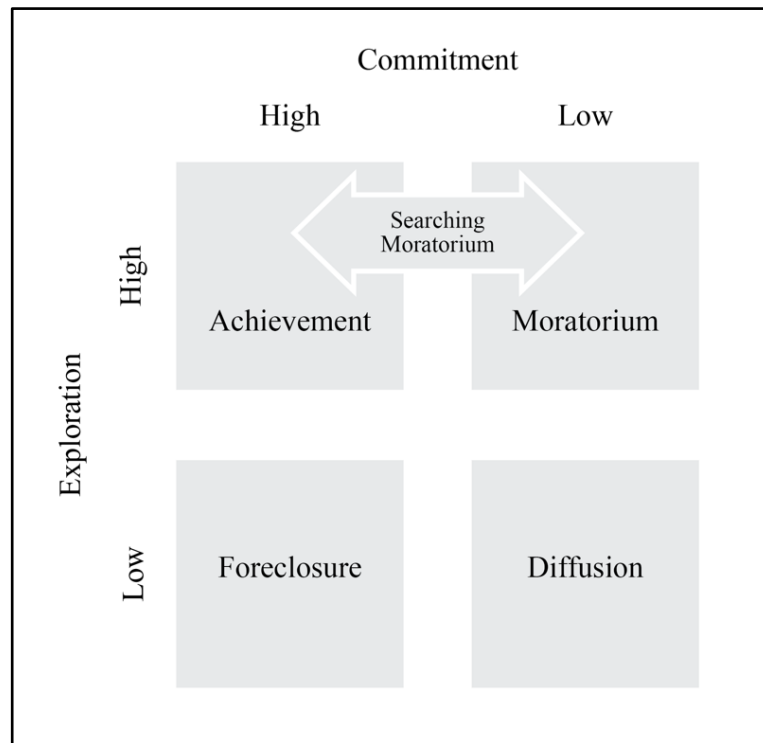 Commitment
High
Low
Searching
Moratorium
High
Achievement
Moratorium
Exploration
Low
Foreclosure
Diffusion